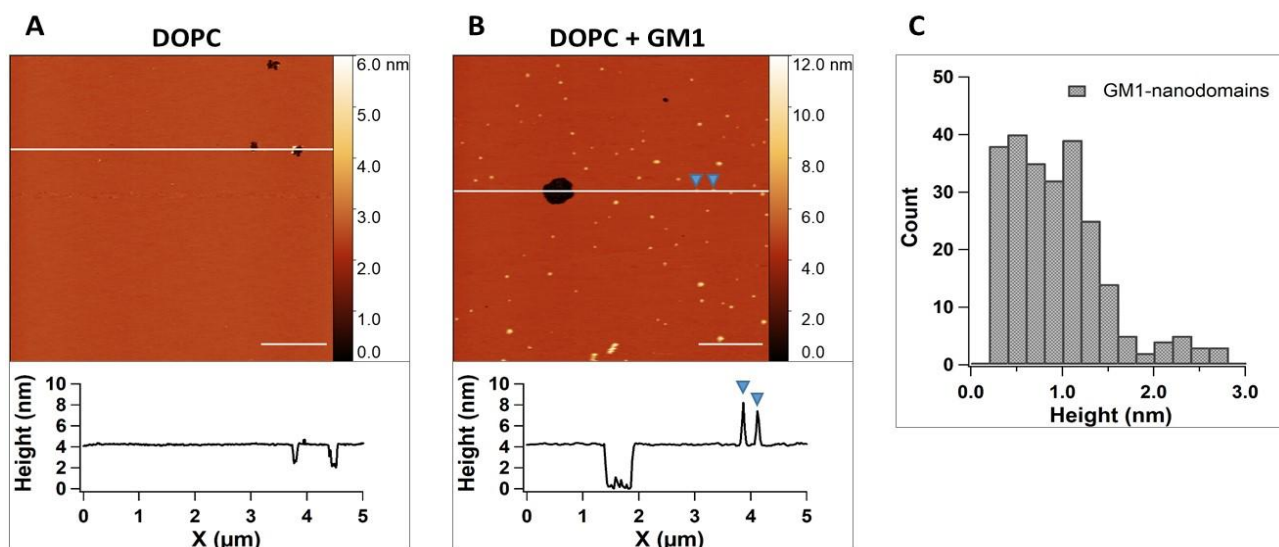 A
DOPC
6.0 nm
5.0
4.0
3.0
2.0
1.0
0.0
Height (nm)
10
8
6
4
2
0
0 1 2 3 4 5
X (µm)
B
DOPC + GM1
12.0 nm
10.0
8.0
6.0
4.0
2.0
0.0
Height (nm)
10
8
6
4
2
0
0 1 2 3 4 5
X (µm)
C
GM1-nanodomains
Count
50
40
30
20
10
0
0.0 1.0 2.0 3.0
Height (nm)